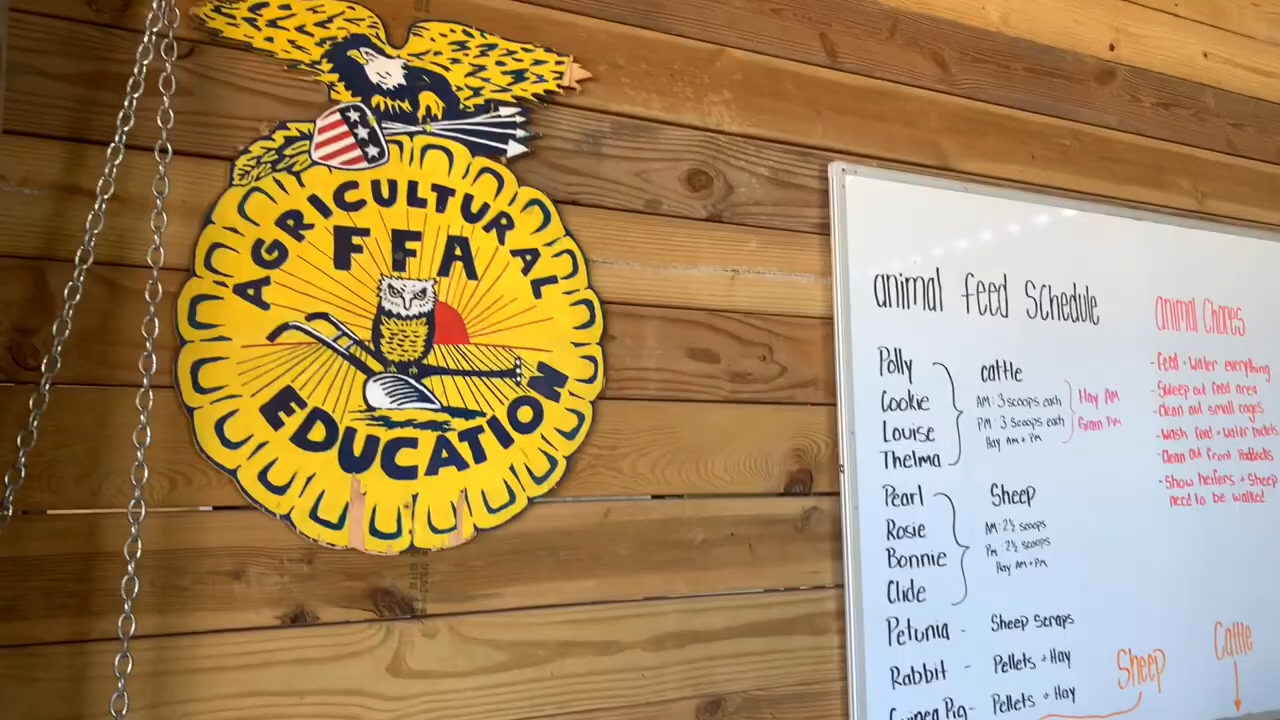 AGRICULTURAL
FFA
EDUCATION
animal feed Schedule
Polly
Cookie
Louise
Thelma
cattle
AM: 3 scoops each
PM: 3 scoops each
Hay AM + PM
Hay AM
Grain PM
Pearl
Rosie
Bonnie
Clide
Sheep
AM: 2½ scoops
PM: 2½ scoops
Hay AM + PM
Petunia - Sheep Scraps
Rabbit - Pellets + Hay
Guinea Pig - Pellets + Hay
animal Chores
- Feed + Water everything
- Sweep out feed area
- Clean out small cages
- Wash feed + water buckets
- Clean out front Paddocks
- Show heifers + Sheep
need to be walked
Sheep
Cattle